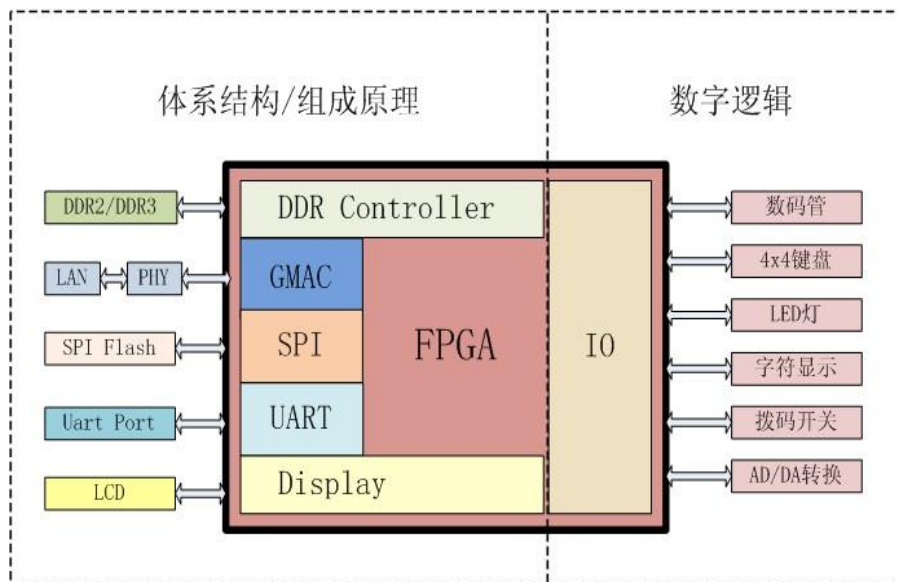 体系结构/组成原理
数字逻辑
DDR2/DDR3
LAN
PHY
SPI Flash
Uart Port
LCD
DDR Controller
GMAC
SPI
UART
Display
FPGA
IO
数码管
4x4键盘
LED灯
字符显示
拨码开关
AD/DA转换